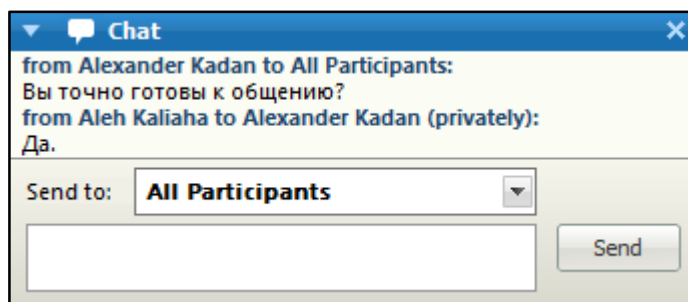 Chat
from Alexander Kadan to All Participants:
Вы точно готовы к общению?
from Aleh Kaliaha to Alexander Kadan (privately):
Да.
Send to: All Participants
Send